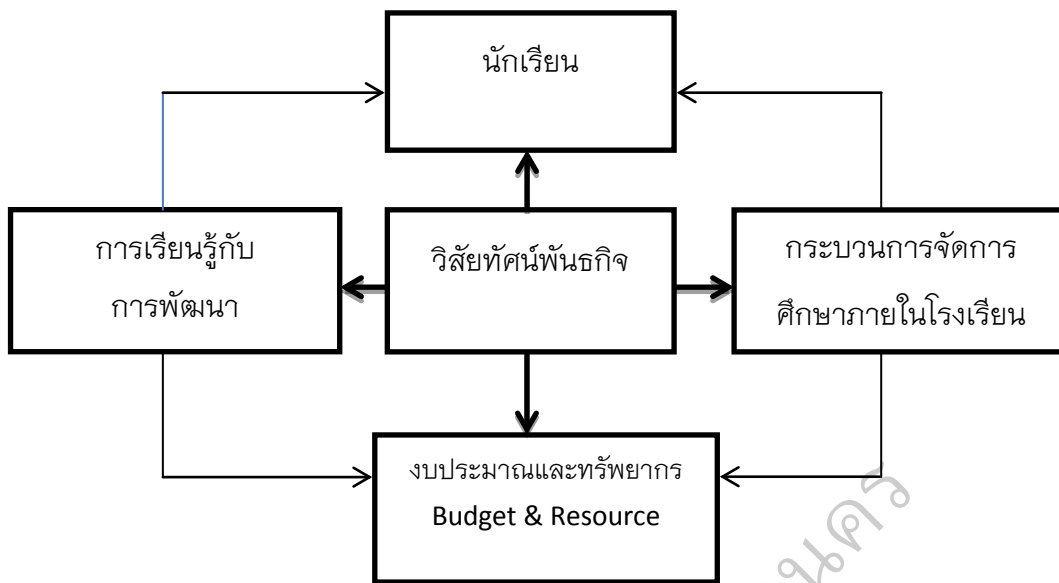 นักเรียน
การเรียนรู้กับ
การพัฒนา
วิสัยทัศน์พันธกิจ
กระบวนการจัดการ
ศึกษาภายในโรงเรียน
งบประมาณและทรัพยากร
Budget & Resource
นคร